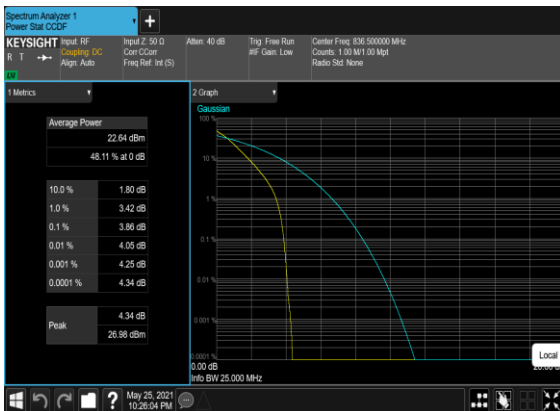 Spectrum Analyzer 1
Power Stat CCDF
KEYSIGHT
R T
LV
Input: RF
Coupling: DC
Align: Auto
Input Z: 50 Ω
Corr CCorr
Freq Ref: Int (S)
Atten: 40 dB
Trig: Free Run
#IF Gain: Low
Center Freq: 836.500000 MHz
Counts: 1.00 M/1.00 Mpt
Radio Std: None
1 Metrics
Average Power
22.64 dBm
48.11 % at 0 dB
10.0 % 1.80 dB
1.0 % 3.42 dB
0.1 % 3.86 dB
0.01 % 4.05 dB
0.001 % 4.25 dB
0.0001 % 4.34 dB
Peak
4.34 dB
26.98 dBm
2 Graph
Gaussian
100 %
10 %
1 %
0.1 %
0.01 %
0.001 %
0.0001 %
0.00 dB
Info BW 25.000 MHz
Local
May 25, 2021
10:26:04 PM